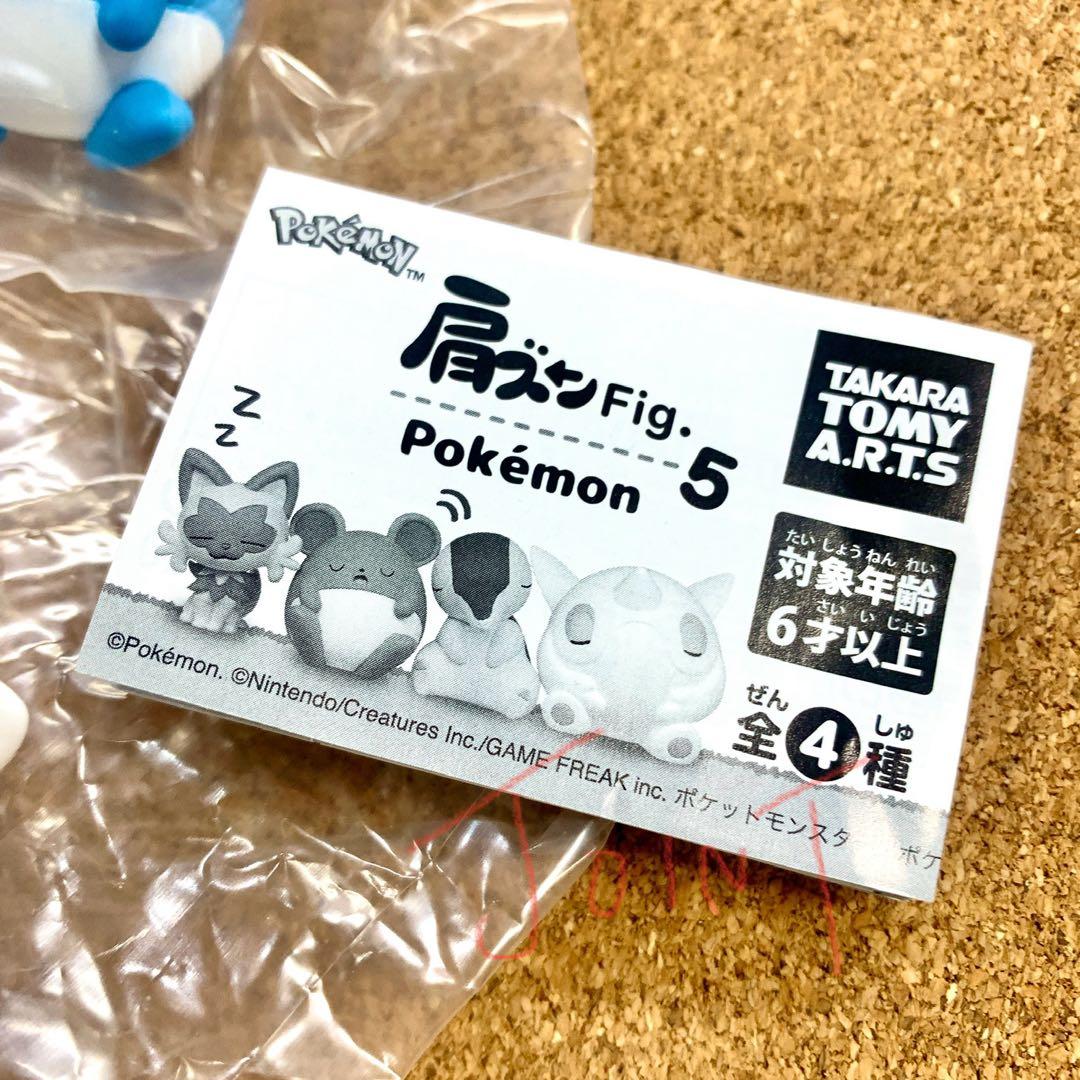 Pokémon™
肩ズンFig.
Pokémon 5
TAKARA
TOMY
A.R.T.S
たいしょうねんれい
対象年齢
さい いじょう
6才以上
ぜん しゅ
全4種
z
z
©Pokémon. ©Nintendo/Creatures Inc./GAME FREAK inc. ポケットモンスタ ポケ
JOINT